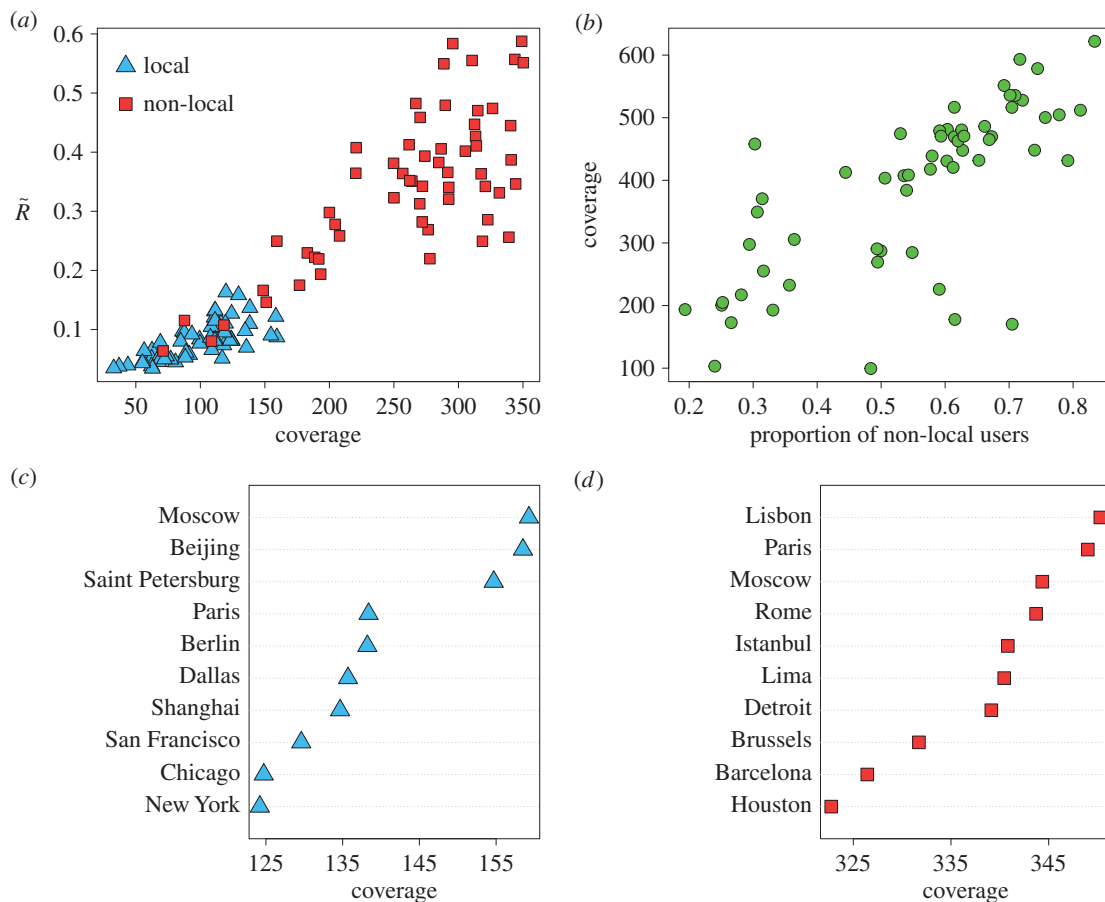 (a)
0.6
0.5
0.4
0.3
0.2
0.1
R̃
local
non-local
50 100 150 200 250 300 350
coverage
(b)
600
500
400
300
200
100
coverage
0.2 0.3 0.4 0.5 0.6 0.7 0.8
proportion of non-local users
(c)
Moscow
Beijing
Saint Petersburg
Paris
Berlin
Dallas
Shanghai
San Francisco
Chicago
New York
125 135 145 155
coverage
(d)
Lisbon
Paris
Moscow
Rome
Istanbul
Lima
Detroit
Brussels
Barcelona
Houston
325 335 345
coverage